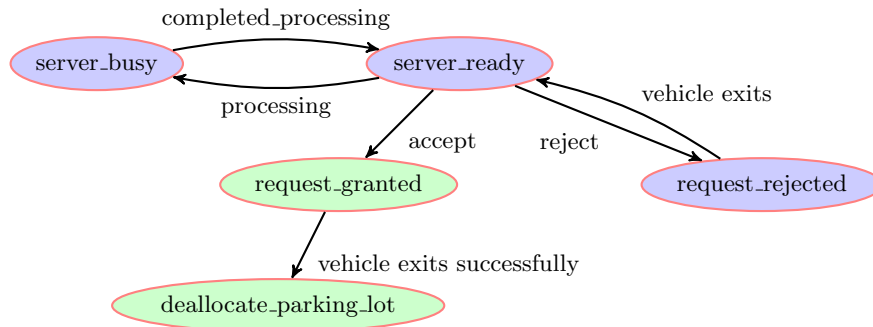 completed_processing
server_busy
server_ready
processing
vehicle exits
accept
reject
request_granted
request_rejected
vehicle exits successfully
deallocate_parking_lot